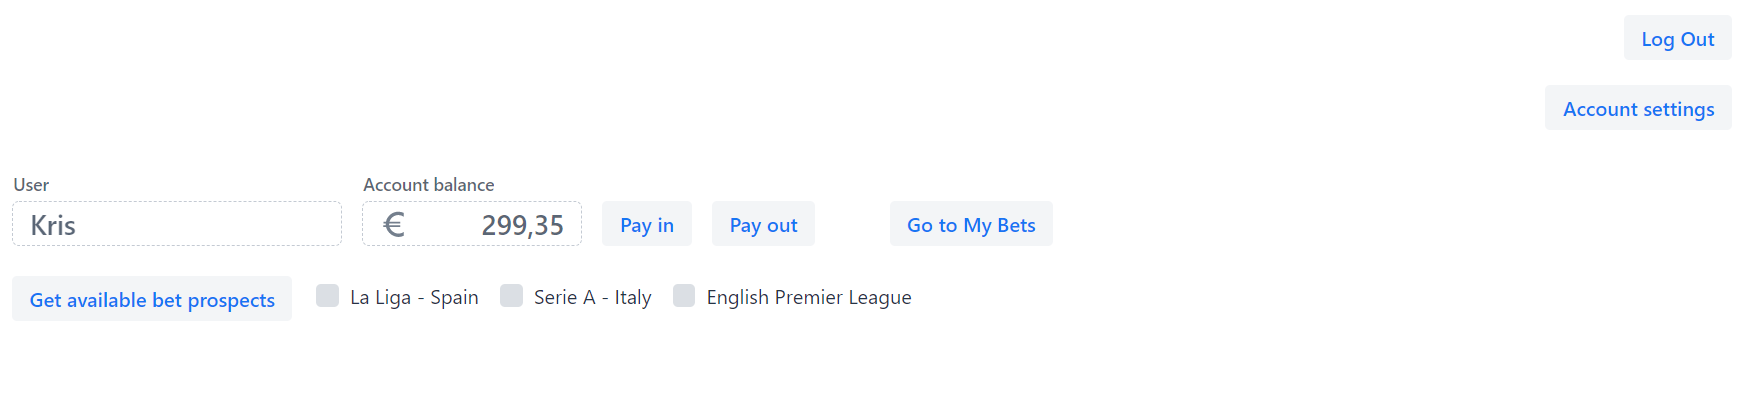 Log Out
Account settings
User Account balance
Kris € 299,35 Pay in Pay out Go to My Bets
Get available bet prospects La Liga - Spain Serie A - Italy English Premier League